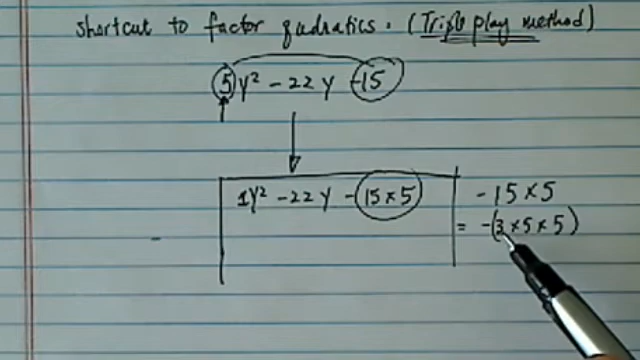 shortcut to factor quadratics. (Triple play method)
5y² - 22y - 15
1y² - 22y - (15 × 5)
- 15 × 5
= - (3 × 5 × 5)